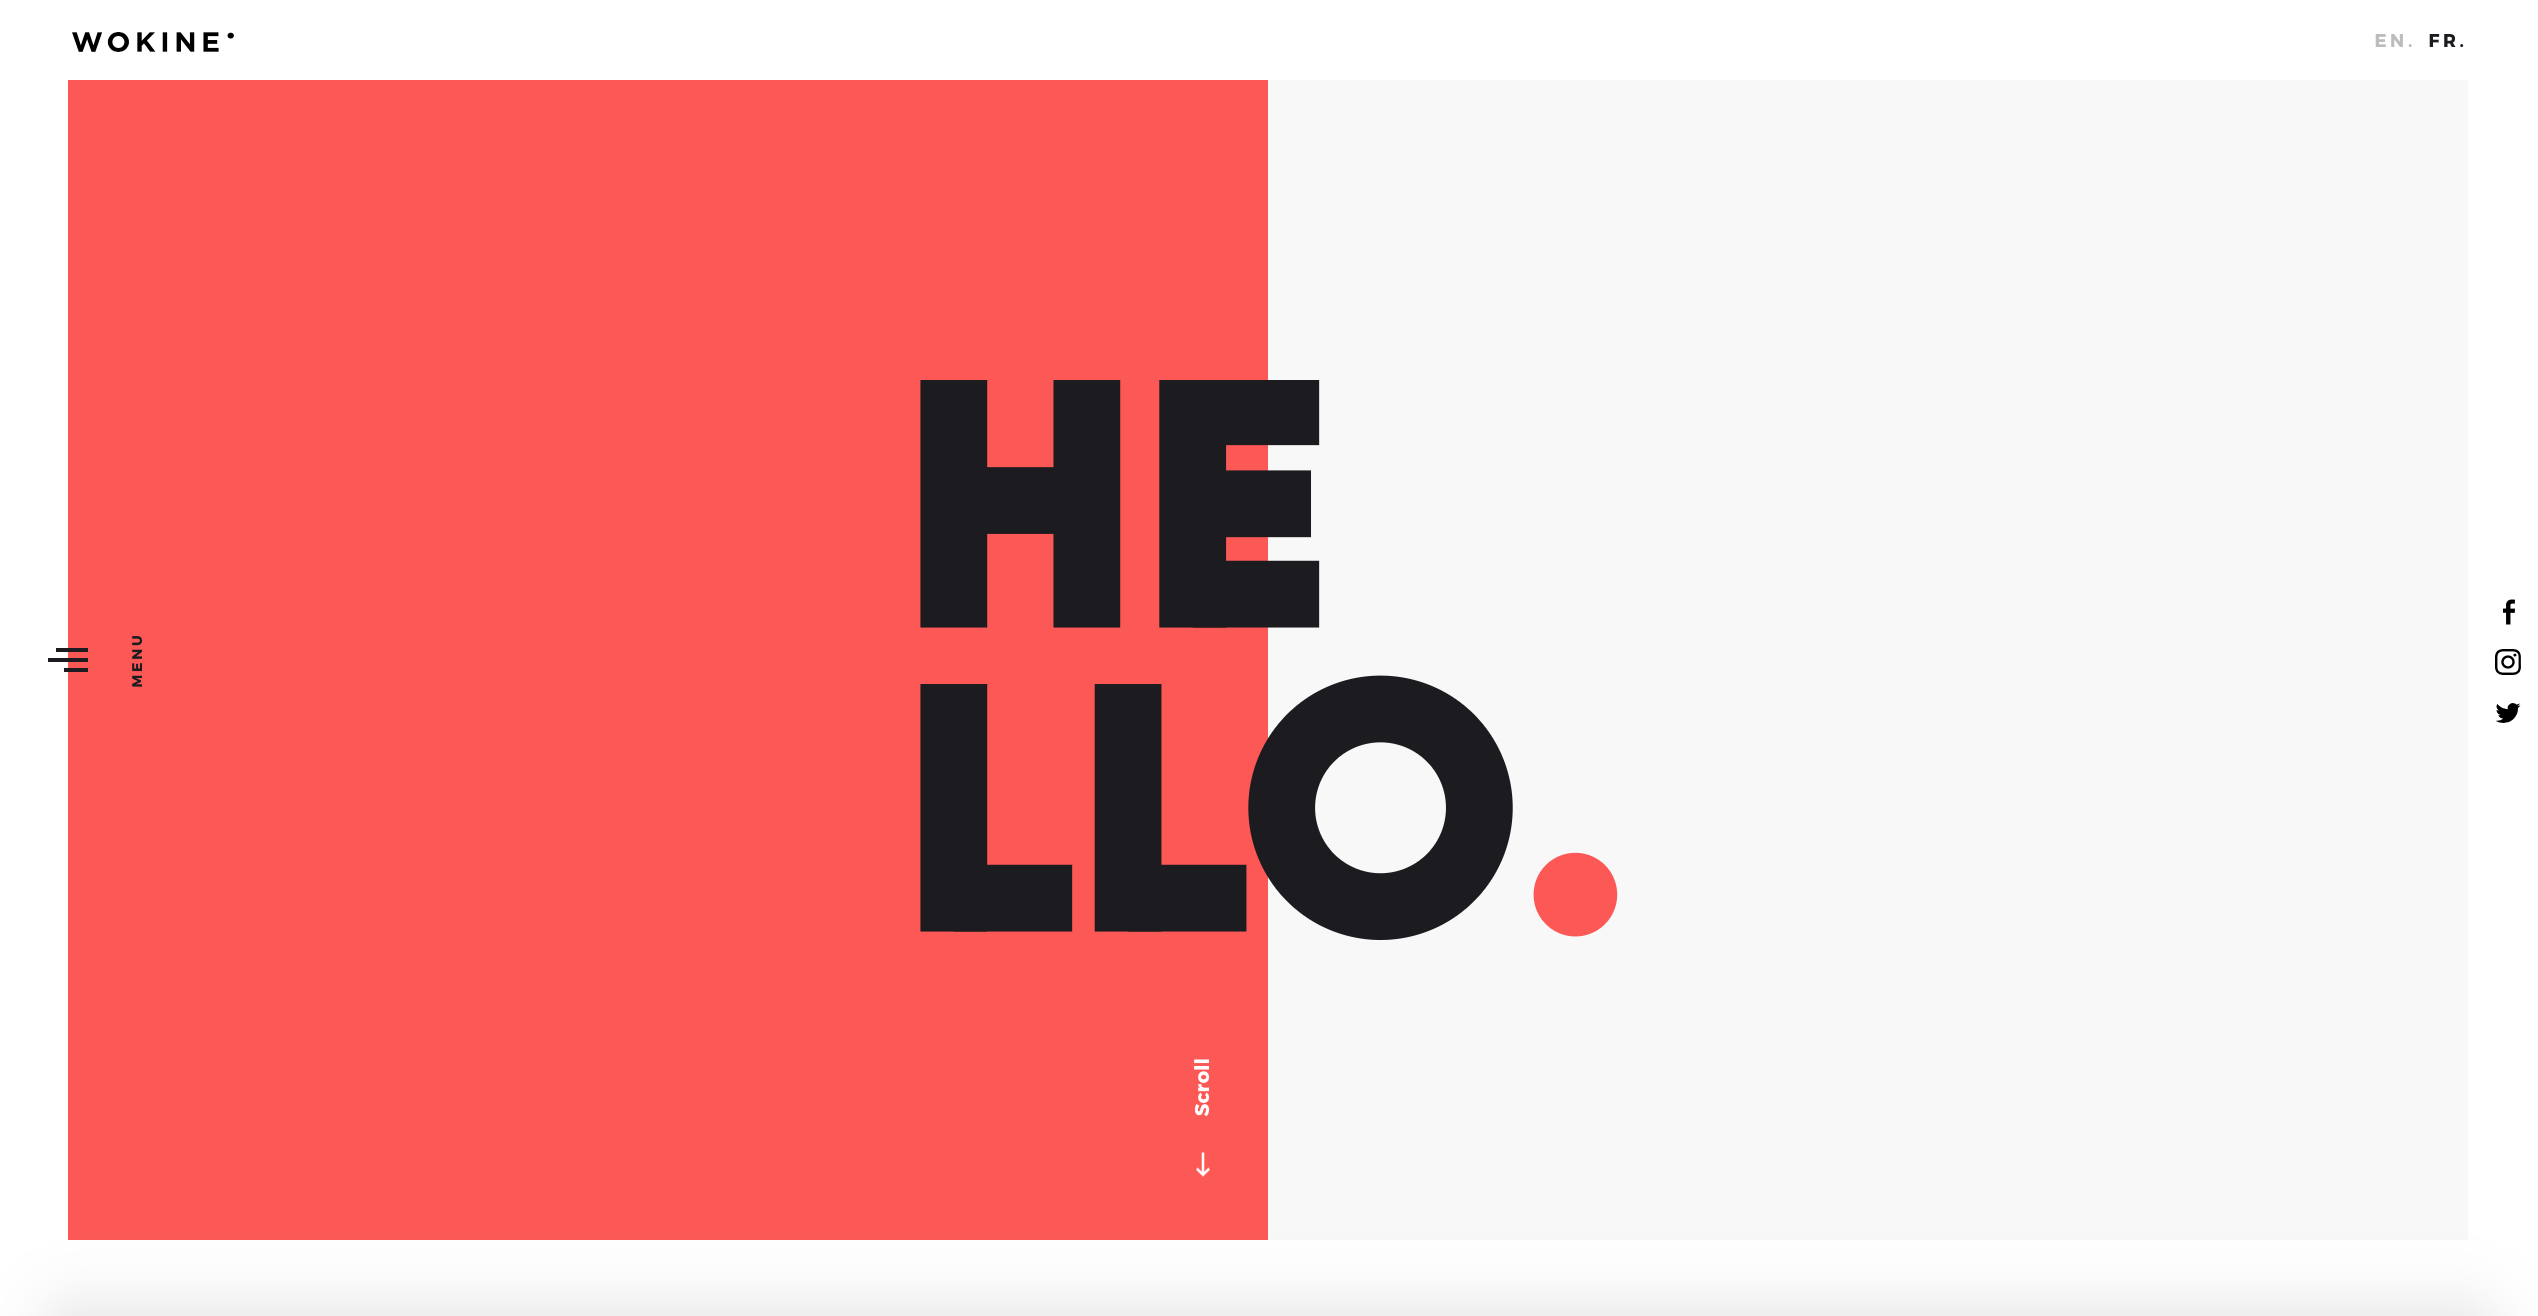 WOKINE
EN. FR.
HE
LLO.
MENU
Scroll